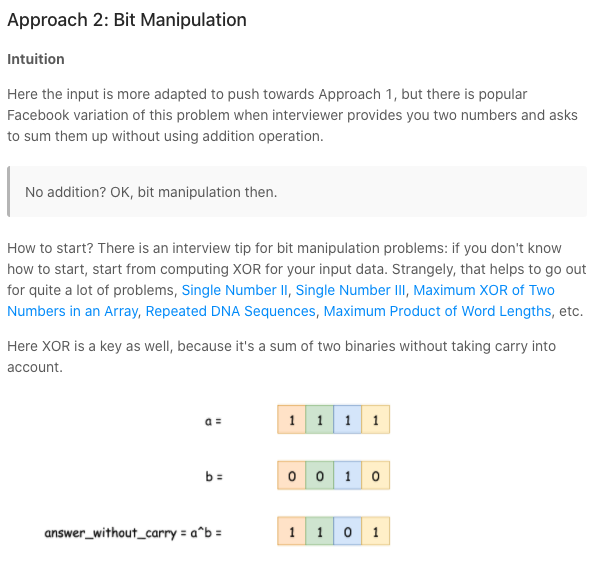 Approach 2: Bit Manipulation
Intuition
Here the input is more adapted to push towards Approach 1, but there is popular
Facebook variation of this problem when interviewer provides you two numbers and asks
to sum them up without using addition operation.
No addition? OK, bit manipulation then.
How to start? There is an interview tip for bit manipulation problems: if you don't know
how to start, start from computing XOR for your input data. Strangely, that helps to go out
for quite a lot of problems, Single Number II, Single Number III, Maximum XOR of Two
Numbers in an Array, Repeated DNA Sequences, Maximum Product of Word Lengths, etc.
Here XOR is a key as well, because it's a sum of two binaries without taking carry into
account.
a = 1 1 1 1
b = 0 0 1 0
answer_without_carry = a^b = 1 1 0 1